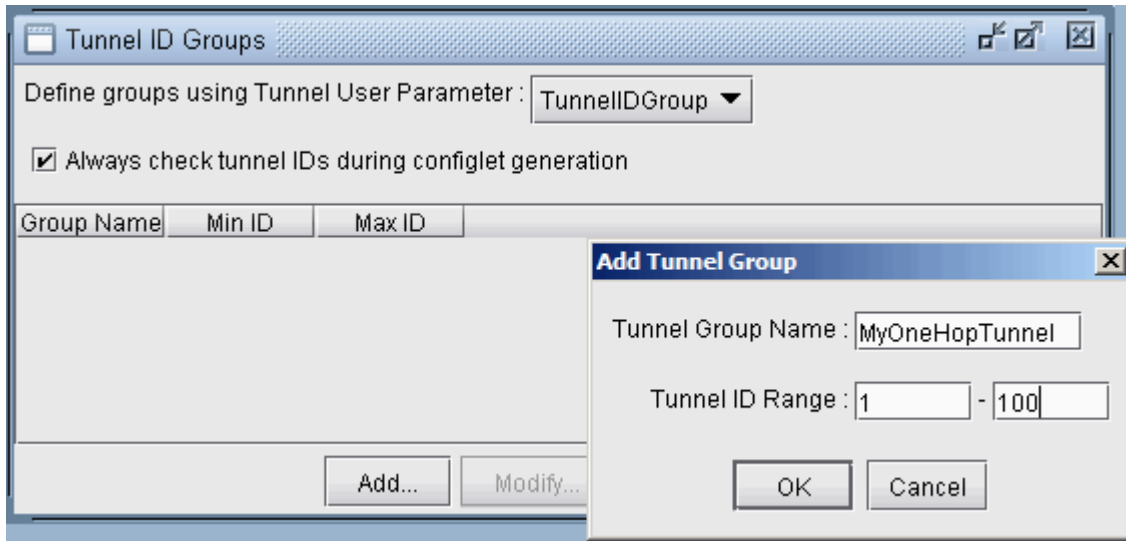 Tunnel ID Groups
Define groups using Tunnel User Parameter : TunnelIDGroup
Always check tunnel IDs during configlet generation
Group Name Min ID Max ID
Add Tunnel Group
Tunnel Group Name : MyOneHopTunnel
Tunnel ID Range : 1 - 100
Add... Modify...
OK Cancel